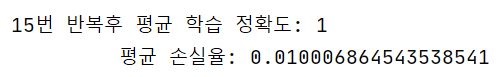 15번 반복후 평균 학습 정확도: 1
평균 손실율: 0.010006864543538541